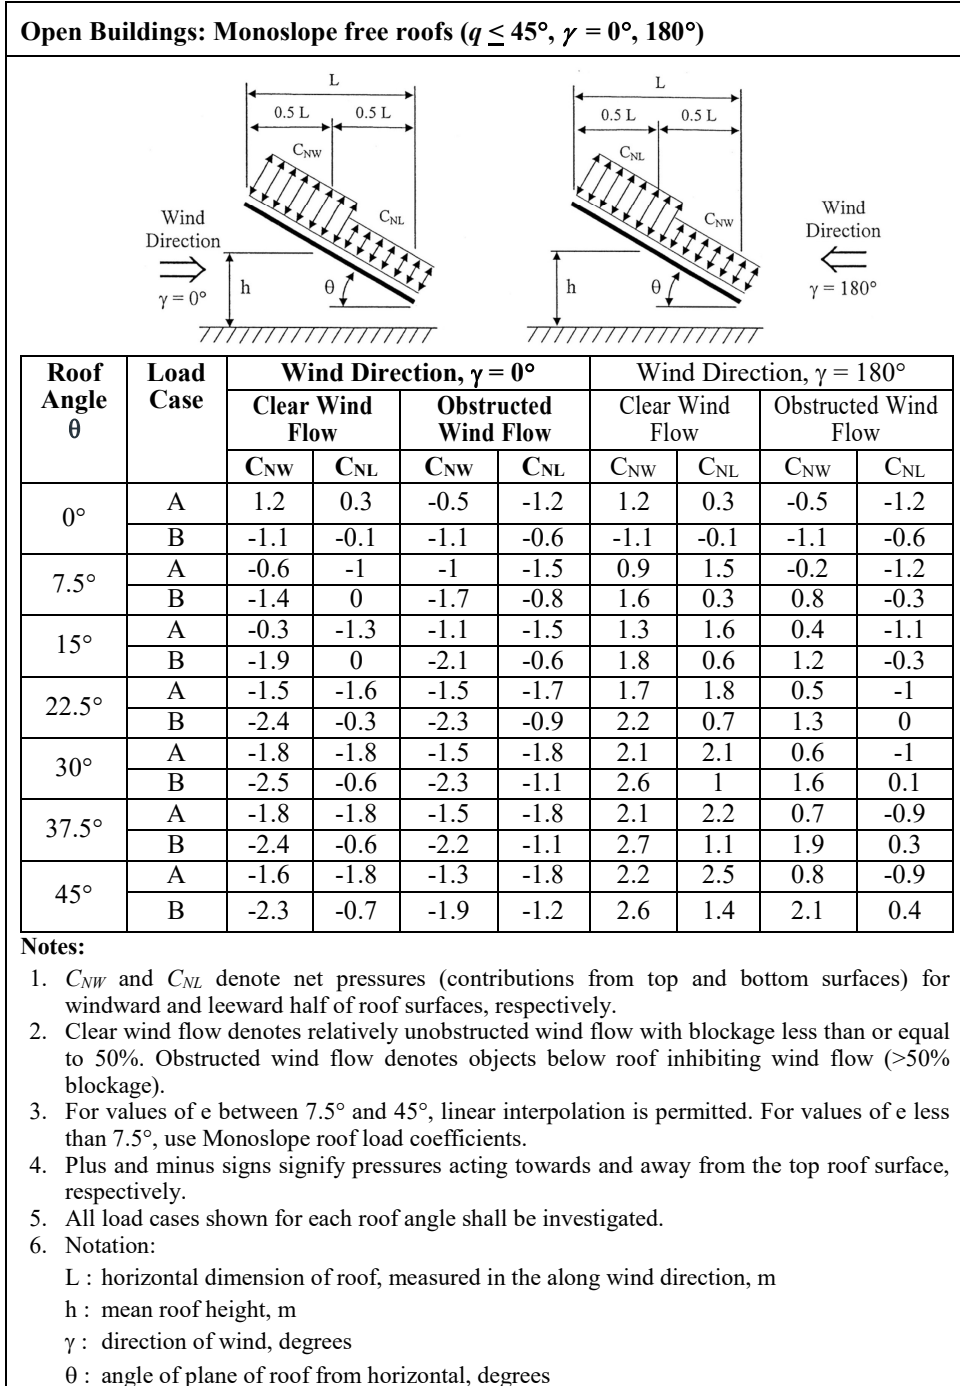 Open Buildings: Monoslope free roofs (q ≤ 45°, γ = 0°, 180°)
L
0.5 L 0.5 L
C_NW
C_NL
Wind
Direction
γ = 0°
h
θ
L
0.5 L 0.5 L
C_NL
C_NW
Wind
Direction
γ = 180°
h
θ
Roof Angle θ | Load Case | Wind Direction, γ = 0° | Wind Direction, γ = 180°
Clear Wind Flow | Obstructed Wind Flow | Clear Wind Flow | Obstructed Wind Flow
C_NW | C_NL | C_NW | C_NL | C_NW | C_NL | C_NW | C_NL
0° | A | 1.2 | 0.3 | -0.5 | -1.2 | 1.2 | 0.3 | -0.5 | -1.2
B | -1.1 | -0.1 | -1.1 | -0.6 | -1.1 | -0.1 | -1.1 | -0.6
7.5° | A | -0.6 | -1 | -1 | -1.5 | 0.9 | 1.5 | -0.2 | -1.2
B | -1.4 | 0 | -1.7 | -0.8 | 1.6 | 0.3 | 0.8 | -0.3
15° | A | -0.3 | -1.3 | -1.1 | -1.5 | 1.3 | 1.6 | 0.4 | -1.1
B | -1.9 | 0 | -2.1 | -0.6 | 1.8 | 0.6 | 1.2 | -0.3
22.5° | A | -1.5 | -1.6 | -1.5 | -1.7 | 1.7 | 1.8 | 0.5 | -1
B | -2.4 | -0.3 | -2.3 | -0.9 | 2.2 | 0.7 | 1.3 | 0
30° | A | -1.8 | -1.8 | -1.5 | -1.8 | 2.1 | 2.1 | 0.6 | -1
B | -2.5 | -0.6 | -2.3 | -1.1 | 2.6 | 1 | 1.6 | 0.1
37.5° | A | -1.8 | -1.8 | -1.5 | -1.8 | 2.1 | 2.2 | 0.7 | -0.9
B | -2.4 | -0.6 | -2.2 | -1.1 | 2.7 | 1.1 | 1.9 | 0.3
45° | A | -1.6 | -1.8 | -1.3 | -1.8 | 2.2 | 2.5 | 0.8 | -0.9
B | -2.3 | -0.7 | -1.9 | -1.2 | 2.6 | 1.4 | 2.1 | 0.4
Notes:
1. C_NW and C_NL denote net pressures (contributions from top and bottom surfaces) for
windward and leeward half of roof surfaces, respectively.
2. Clear wind flow denotes relatively unobstructed wind flow with blockage less than or equal
to 50%. Obstructed wind flow denotes objects below roof inhibiting wind flow (>50%
blockage).
3. For values of e between 7.5° and 45°, linear interpolation is permitted. For values of e less
than 7.5°, use Monoslope roof load coefficients.
4. Plus and minus signs signify pressures acting towards and away from the top roof surface,
respectively.
5. All load cases shown for each roof angle shall be investigated.
6. Notation:
L : horizontal dimension of roof, measured in the along wind direction, m
h : mean roof height, m
γ : direction of wind, degrees
θ : angle of plane of roof from horizontal, degrees